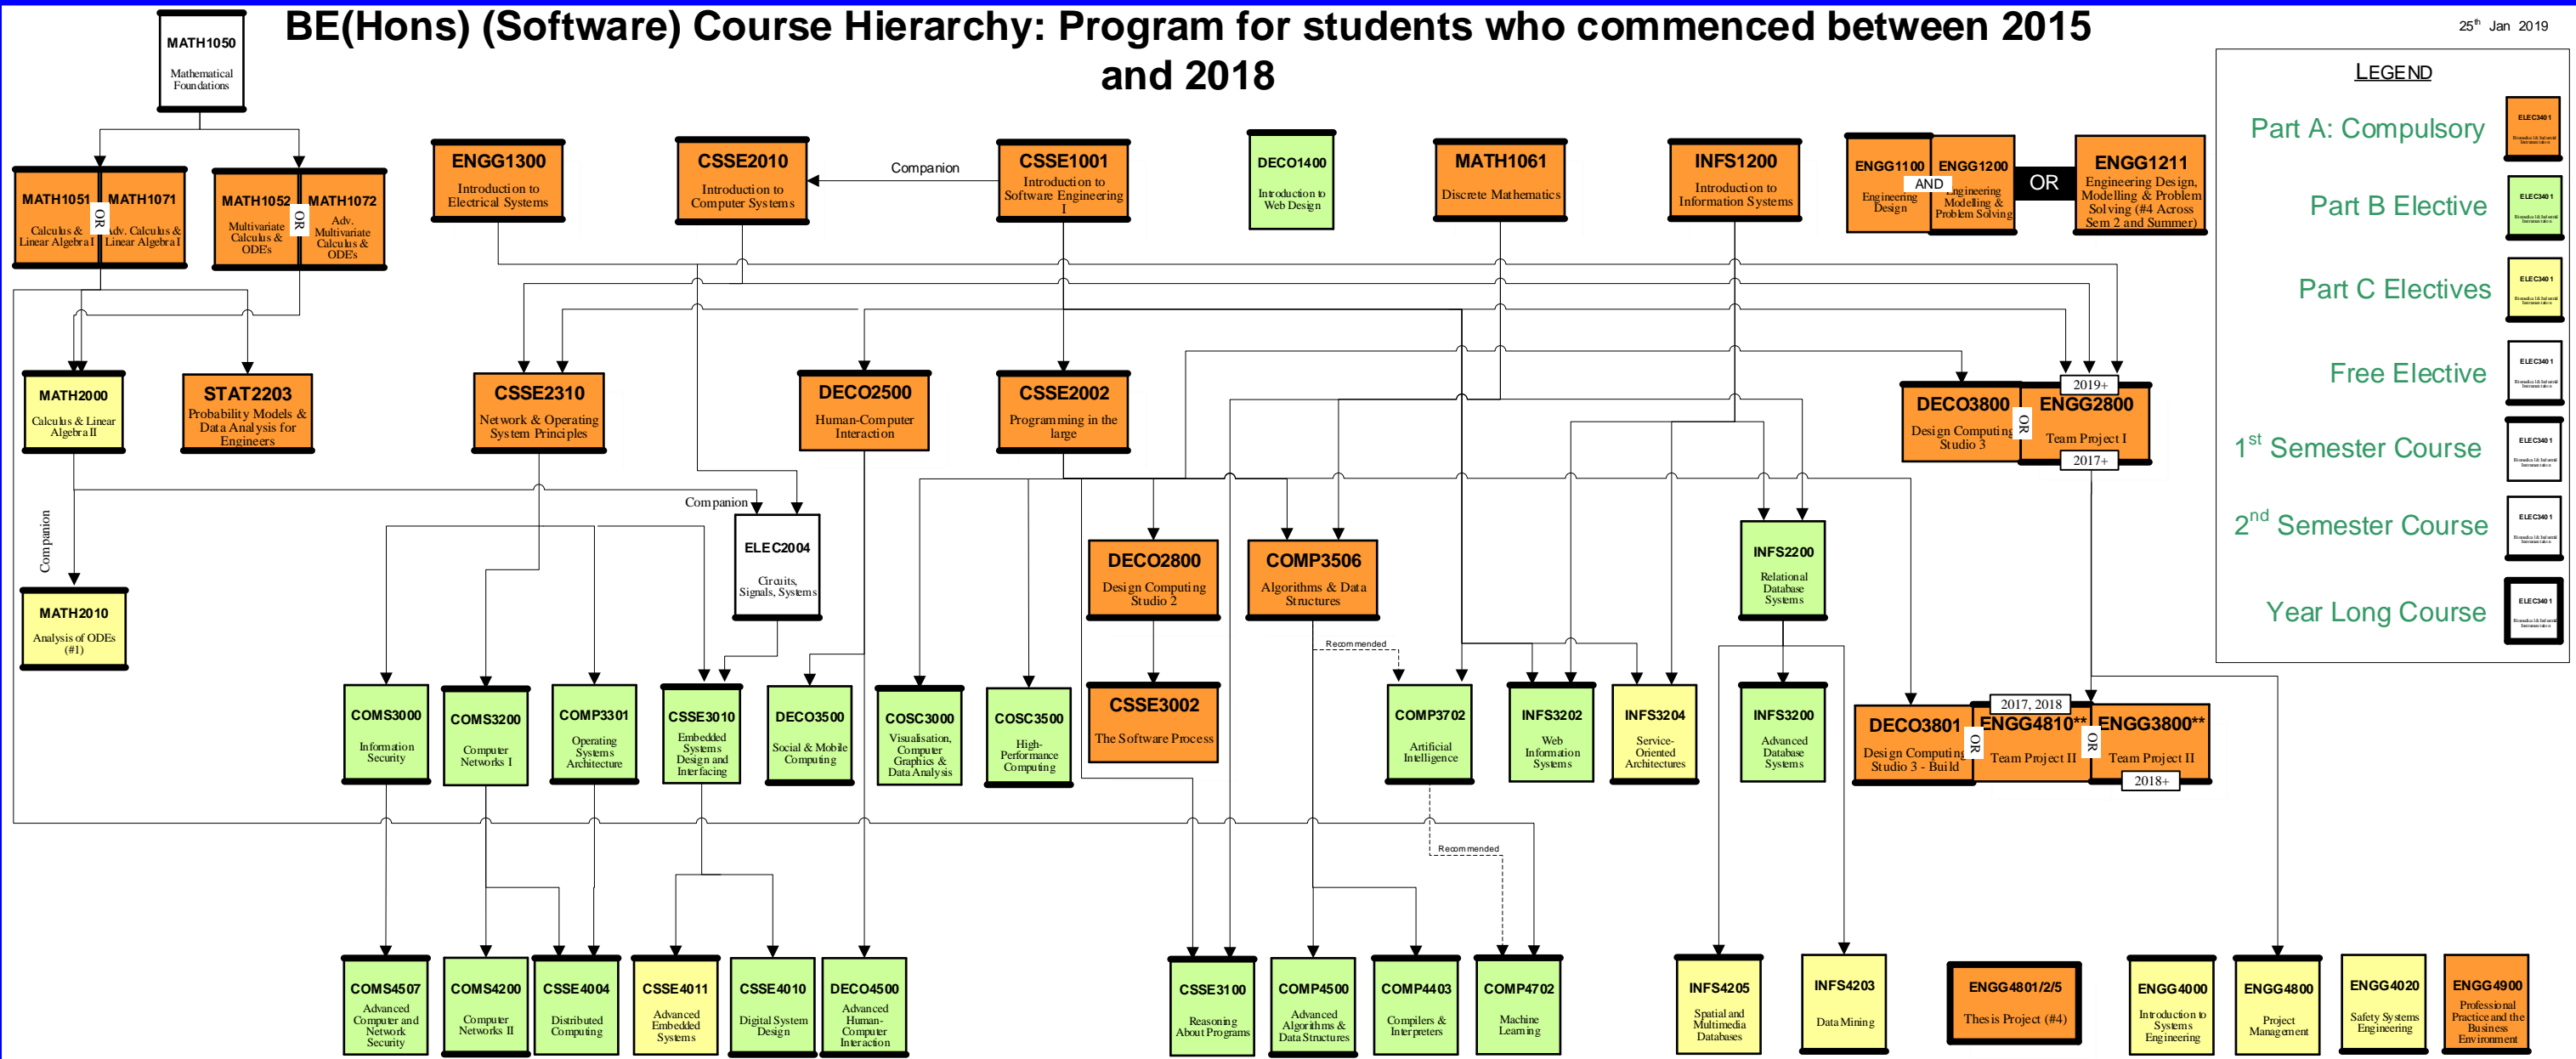 BE(Hons) (Software) Course Hierarchy: Program for students who commenced between 2015
and 2018
25th Jan 2019
MATH1050
Mathematical
Foundations
MATH1051
Calculus &
Linear Algebra I
OR
MATH1071
Adv. Calculus &
Linear Algebra I
MATH1052
Multivariate
Calculus &
ODE's
OR
MATH1072
Adv.
Multivariate
Calculus &
ODE's
ENGG1300
Introduction to
Electrical Systems
CSSE2010
Introduction to
Computer Systems
Companion
CSSE1001
Introduction to
Software Engineering
I
DECO1400
Introduction to
Web Design
MATH1061
Discrete Mathematics
INFS1200
Introduction to
Information Systems
ENGG1100
Engineering
Design
AND
ENGG1200
Engineering
Modelling &
Problem Solving
OR
ENGG1211
Engineering Design,
Modelling & Problem
Solving (#4 Across
Sem 2 and Summer)
LEGEND
Part A: Compulsory
ELEC3401
Part B Elective
ELEC3401
Part C Electives
ELEC3401
Free Elective
ELEC3401
1st Semester Course
ELEC3401
2nd Semester Course
ELEC3401
Year Long Course
ELEC3401
MATH2000
Calculus & Linear
Algebra II
STAT2203
Probability Models &
Data Analysis for
Engineers
CSSE2310
Network & Operating
System Principles
DECO2500
Human-Computer
Interaction
CSSE2002
Programming in the
large
DECO3800
Design Computing
Studio 3
OR
2019+
ENGG2800
Team Project I
2017+
Companion
Companion
MATH2010
Analysis of ODEs
(#1)
ELEC2004
Circuits,
Signals, Systems
DECO2800
Design Computing
Studio 2
COMP3506
Algorithms & Data
Structures
INFS2200
Relational
Database
Systems
Recommended
COMS3000
Information
Security
COMS3200
Computer
Networks I
COMP3301
Operating
Systems
Architecture
CSSE3010
Embedded
Systems
Design and
Interfacing
DECO3500
Social & Mobile
Computing
COSC3000
Visualisation,
Computer
Graphics &
Data Analysis
COSC3500
High-
Performance
Computing
CSSE3002
The Software Process
COMP3702
Artificial
Intelligence
INFS3202
Web
Information
Systems
INFS3204
Service-
Oriented
Architectures
INFS3200
Advanced
Database
Systems
DECO3801
Design Computing
Studio 3 - Build
OR
2017, 2018
ENGG4810**
Team Project II
OR
ENGG3800**
Team Project II
2018+
Recommended
COMS4507
Advanced
Computer and
Network
Security
COMS4200
Computer
Networks II
CSSE4004
Distributed
Computing
CSSE4011
Advanced
Embedded
Systems
CSSE4010
Digital System
Design
DECO4500
Advanced
Human-
Computer
Interaction
CSSE3100
Reasoning
About Programs
COMP4500
Advanced
Algorithms &
Data Structures
COMP4403
Compilers &
Interpreters
COMP4702
Machine
Learning
INFS4205
Spatial and
Multimedia
Databases
INFS4203
Data Mining
ENGG4801/2/5
Thesis Project (#4)
ENGG4000
Introduction to
Systems
Engineering
ENGG4800
Project
Management
ENGG4020
Safety Systems
Engineering
ENGG4900
Professional
Practice and the
Business
Environment